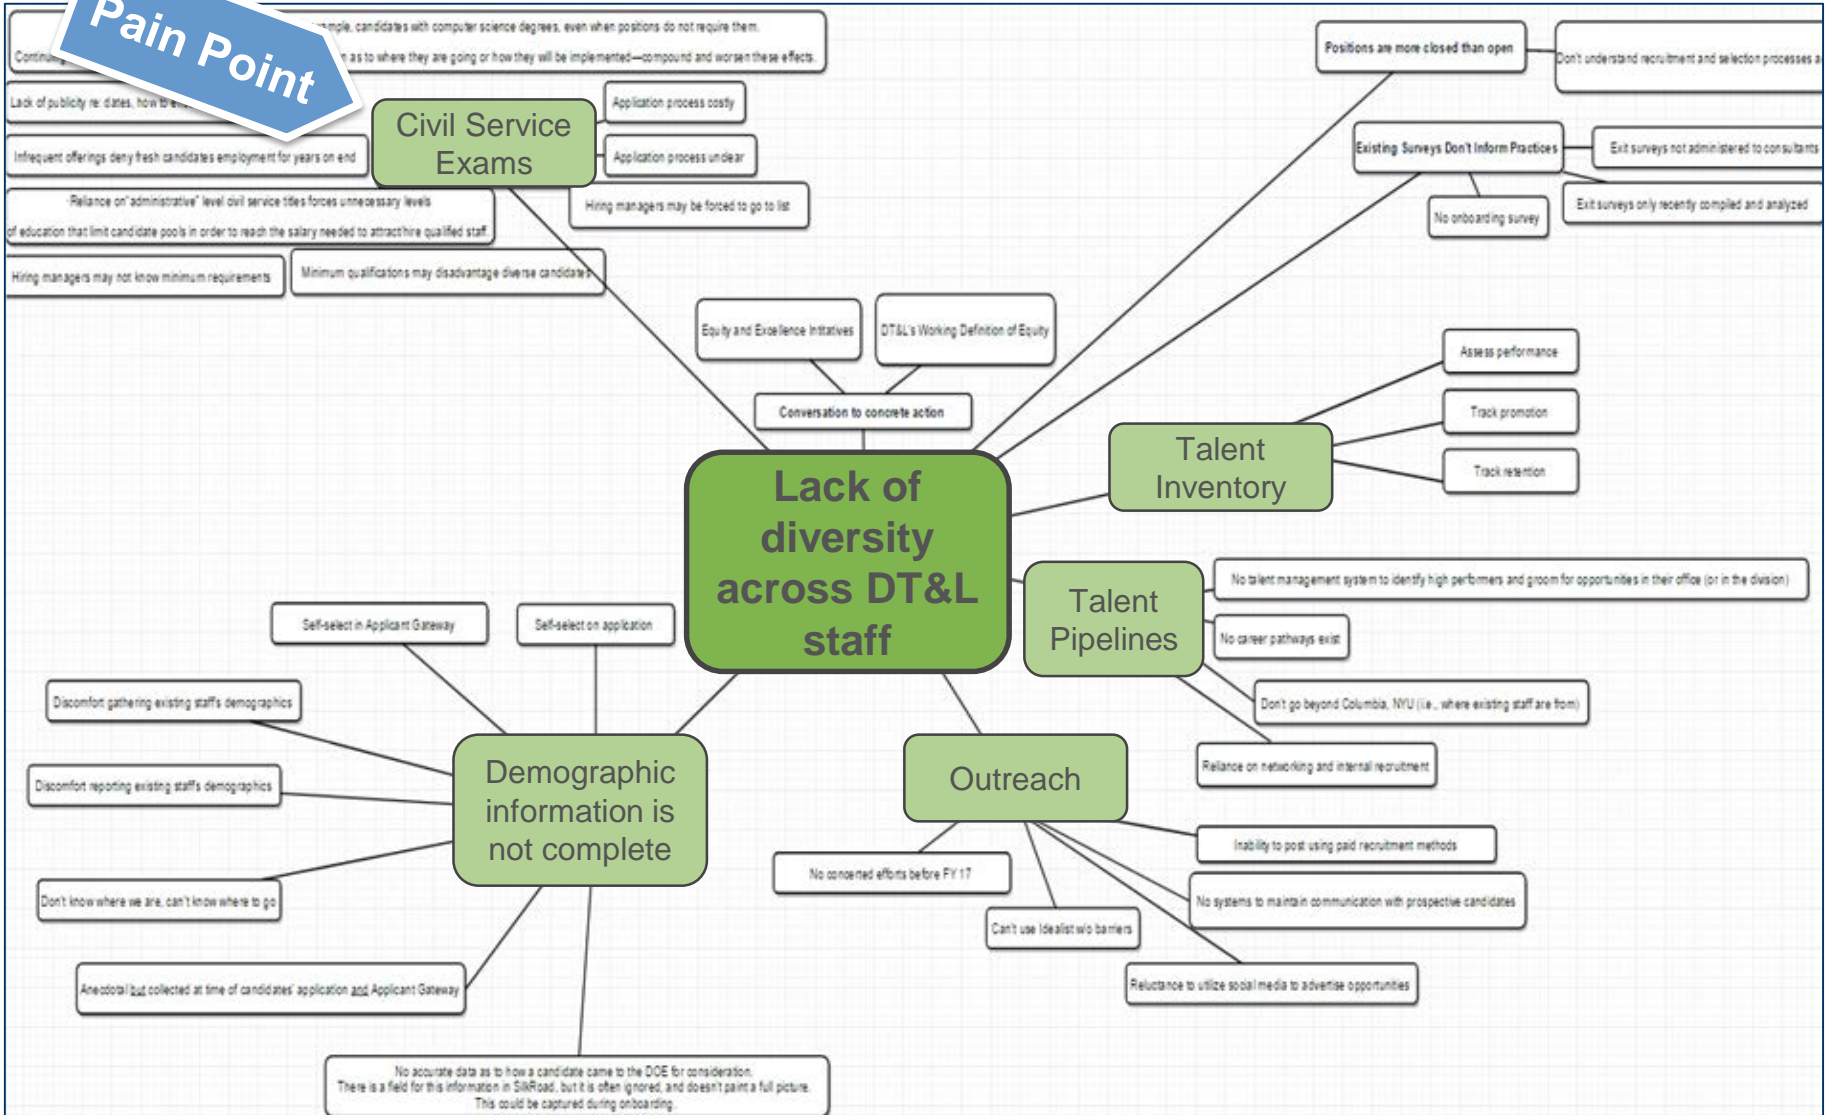 Pain Point
mple, candidates with computer science degrees, even when positions do not require them.
Continuing
as to where they are going or how they will be implemented—compound and worsen these effects.
Lack of publicity re: dates, how to
Civil Service
Exams
Application process costly
Infrequent offerings deny fresh candidates employment for years on end
Application process unclear
Reliance on "administrative" level civil service titles forces unnecessary levels
of education that limit candidate pools in order to reach the salary needed to attract/hire qualified staff.
Hiring managers may be forced to go to list
Hiring managers may not know minimum requirements
Minimum qualifications may disadvantage diverse candidates
Positions are more closed than open
Don't understand recruitment and selection processes
Existing Surveys Don't Inform Practices
Exit surveys not administered to consultants
Exit surveys only recently compiled and analyzed
No onboarding survey
Equity and Excellence Initiatives
DT&L's Working Definition of Equity
Conversation to concrete action
Lack of
diversity
across DT&L
staff
Talent
Inventory
Assess performance
Track promotion
Track retention
Talent
Pipelines
No talent management system to identify high performers and groom for opportunities in their office (or in the division)
No career pathways exist
Don't go beyond Columbia, NYU (i.e., where existing staff are from)
Reliance on networking and internal recruitment
Self-select in Applicant Gateway
Self-select on application
Discomfort gathering existing staff's demographics
Discomfort reporting existing staff's demographics
Demographic
information is
not complete
Don't know where we are, can't know where to go
Anecdotal but collected at time of candidates' application and Applicant Gateway
No accurate data as to how a candidate came to the DOE for consideration.
There is a field for this information in SilkRoad, but it is often ignored, and doesn't paint a full picture.
This could be captured during onboarding.
Outreach
Inability to post using paid recruitment methods
No concerted efforts before FY 17
No systems to maintain communication with prospective candidates
Can't use Idealist w/o barriers
Reluctance to utilize social media to advertise opportunities